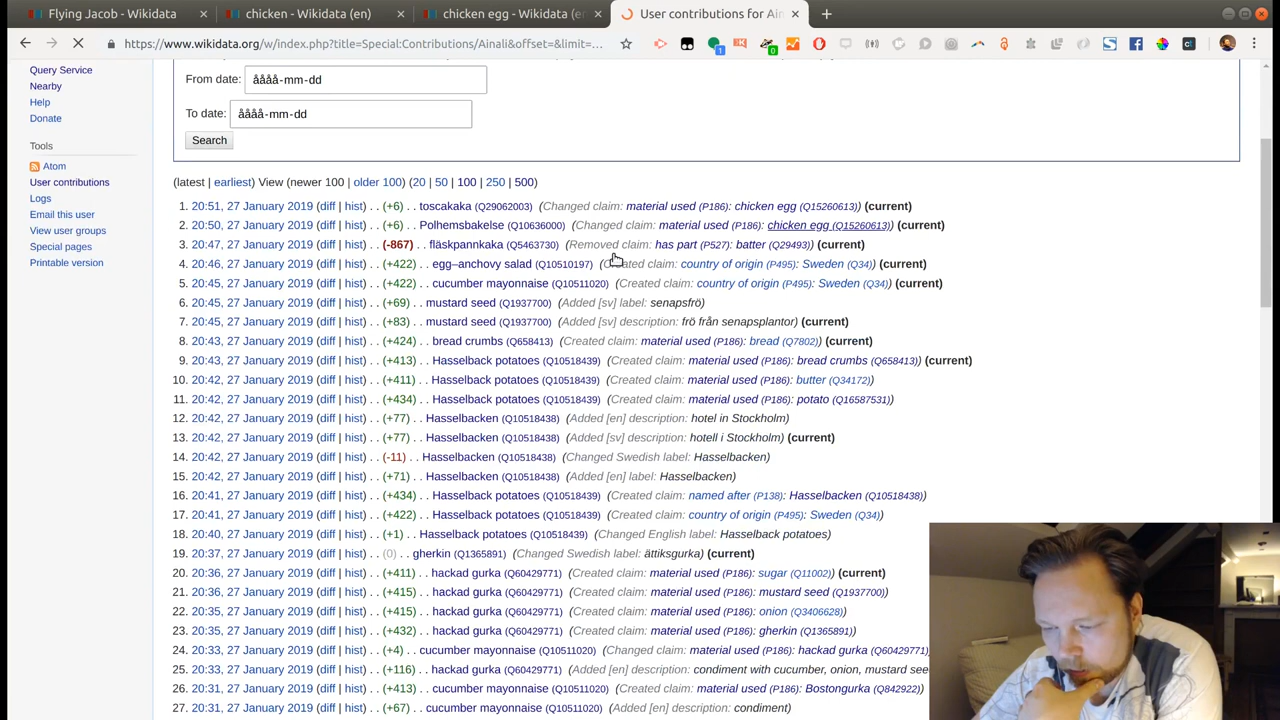 Flying Jacob - Wikidata
chicken - Wikidata (en)
chicken egg - Wikidata (en
User contributions for Ain
https://www.wikidata.org/w/index.php?title=Special:Contributions/Ainali&offset=&limit=...
Query Service
Nearby
Help
Donate
Tools
Atom
User contributions
Logs
Email this user
View user groups
Special pages
Printable version
From date: åååå-mm-dd
To date: åååå-mm-dd
Search
(latest | earliest) View (newer 100 | older 100) (20 | 50 | 100 | 250 | 500)
1. 20:51, 27 January 2019 (diff | hist) . . (+6) . . toscakaka (Q29062003) (Changed claim: material used (P186): chicken egg (Q15260613)) (current)
2. 20:50, 27 January 2019 (diff | hist) . . (+6) . . Polhemsbakelse (Q10636000) (Changed claim: material used (P186): chicken egg (Q15260613)) (current)
3. 20:47, 27 January 2019 (diff | hist) . . (-867) . . fläskpannkaka (Q5463730) (Removed claim: has part (P527): batter (Q29493)) (current)
4. 20:46, 27 January 2019 (diff | hist) . . (+422) . . egg–anchovy salad (Q10510197) (Created claim: country of origin (P495): Sweden (Q34)) (current)
5. 20:45, 27 January 2019 (diff | hist) . . (+422) . . cucumber mayonnaise (Q10511020) (Created claim: country of origin (P495): Sweden (Q34)) (current)
6. 20:45, 27 January 2019 (diff | hist) . . (+69) . . mustard seed (Q1937700) (Added [sv] label: senapsfrö)
7. 20:45, 27 January 2019 (diff | hist) . . (+83) . . mustard seed (Q1937700) (Added [sv] description: frö från senapsplantor) (current)
8. 20:43, 27 January 2019 (diff | hist) . . (+424) . . bread crumbs (Q658413) (Created claim: material used (P186): bread (Q7802)) (current)
9. 20:43, 27 January 2019 (diff | hist) . . (+413) . . Hasselback potatoes (Q10518439) (Created claim: material used (P186): bread crumbs (Q658413)) (current)
10. 20:42, 27 January 2019 (diff | hist) . . (+411) . . Hasselback potatoes (Q10518439) (Created claim: material used (P186): butter (Q34172))
11. 20:42, 27 January 2019 (diff | hist) . . (+434) . . Hasselback potatoes (Q10518439) (Created claim: material used (P186): potato (Q16587531))
12. 20:42, 27 January 2019 (diff | hist) . . (+77) . . Hasselbacken (Q10518438) (Added [en] description: hotel in Stockholm)
13. 20:42, 27 January 2019 (diff | hist) . . (+77) . . Hasselbacken (Q10518438) (Added [sv] description: hotell i Stockholm) (current)
14. 20:42, 27 January 2019 (diff | hist) . . (-11) . . Hasselbacken (Q10518438) (Changed Swedish label: Hasselbacken)
15. 20:42, 27 January 2019 (diff | hist) . . (+71) . . Hasselbacken (Q10518438) (Added [en] label: Hasselbacken)
16. 20:41, 27 January 2019 (diff | hist) . . (+434) . . Hasselback potatoes (Q10518439) (Created claim: named after (P138): Hasselbacken (Q10518438))
17. 20:41, 27 January 2019 (diff | hist) . . (+422) . . Hasselback potatoes (Q10518439) (Created claim: country of origin (P495): Sweden (Q34))
18. 20:40, 27 January 2019 (diff | hist) . . (+1) . . Hasselback potatoes (Q10518439) (Changed English label: Hasselback potatoes)
19. 20:37, 27 January 2019 (diff | hist) . . (0) . . gherkin (Q1365891) (Changed Swedish label: ättiksgurka) (current)
20. 20:36, 27 January 2019 (diff | hist) . . (+411) . . hackad gurka (Q60429771) (Created claim: material used (P186): sugar (Q11002)) (current)
21. 20:36, 27 January 2019 (diff | hist) . . (+415) . . hackad gurka (Q60429771) (Created claim: material used (P186): mustard seed (Q1937700))
22. 20:35, 27 January 2019 (diff | hist) . . (+415) . . hackad gurka (Q60429771) (Created claim: material used (P186): onion (Q3406628))
23. 20:35, 27 January 2019 (diff | hist) . . (+432) . . hackad gurka (Q60429771) (Created claim: material used (P186): gherkin (Q1365891))
24. 20:33, 27 January 2019 (diff | hist) . . (+4) . . cucumber mayonnaise (Q10511020) (Changed claim: material used (P186): hackad gurka (Q60429771)
25. 20:33, 27 January 2019 (diff | hist) . . (+116) . . hackad gurka (Q60429771) (Added [en] description: condiment with cucumber, onion, mustard see
26. 20:31, 27 January 2019 (diff | hist) . . (+413) . . cucumber mayonnaise (Q10511020) (Created claim: material used (P186): Bostongurka (Q842922))
27. 20:31, 27 January 2019 (diff | hist) . . (+67) . . cucumber mayonnaise (Q10511020) (Added [en] description: condiment)